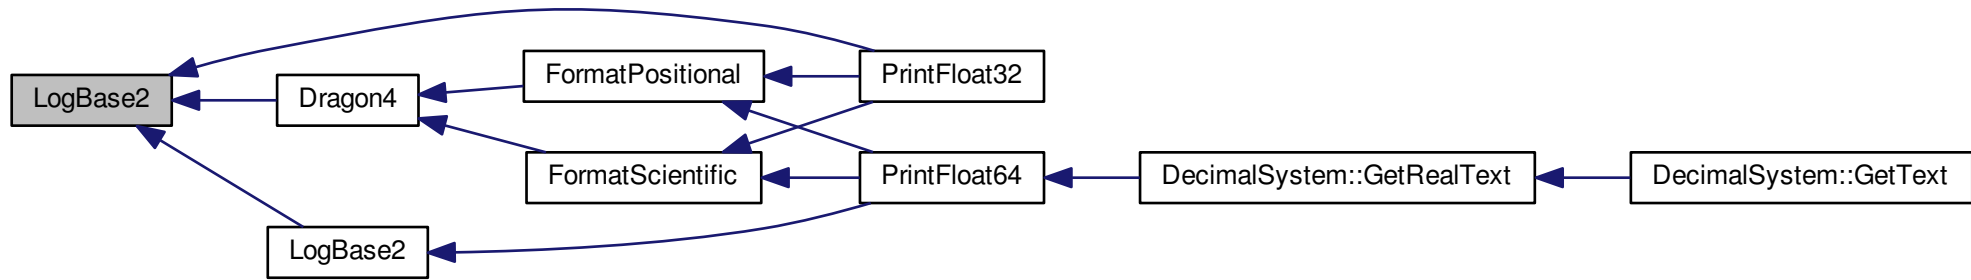 LogBase2
Dragon4
FormatPositional
PrintFloat32
FormatScientific
PrintFloat64
DecimalSystem::GetRealText
DecimalSystem::GetText
LogBase2